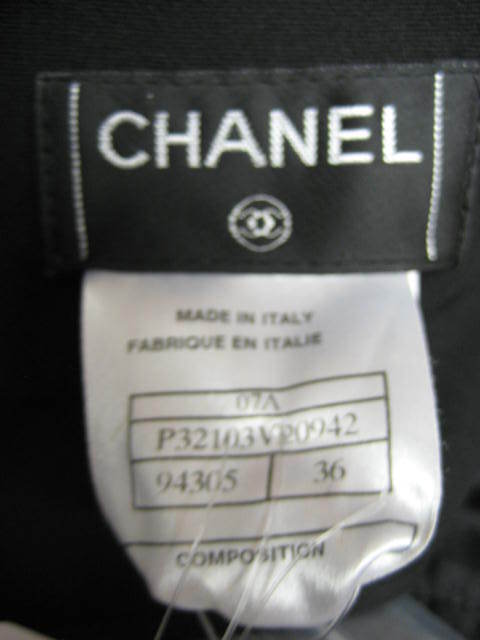 CHANEL
MADE IN ITALY
FABRIQUE EN ITALIE
07A
P32103V20942
94305 36
COMPOSITION